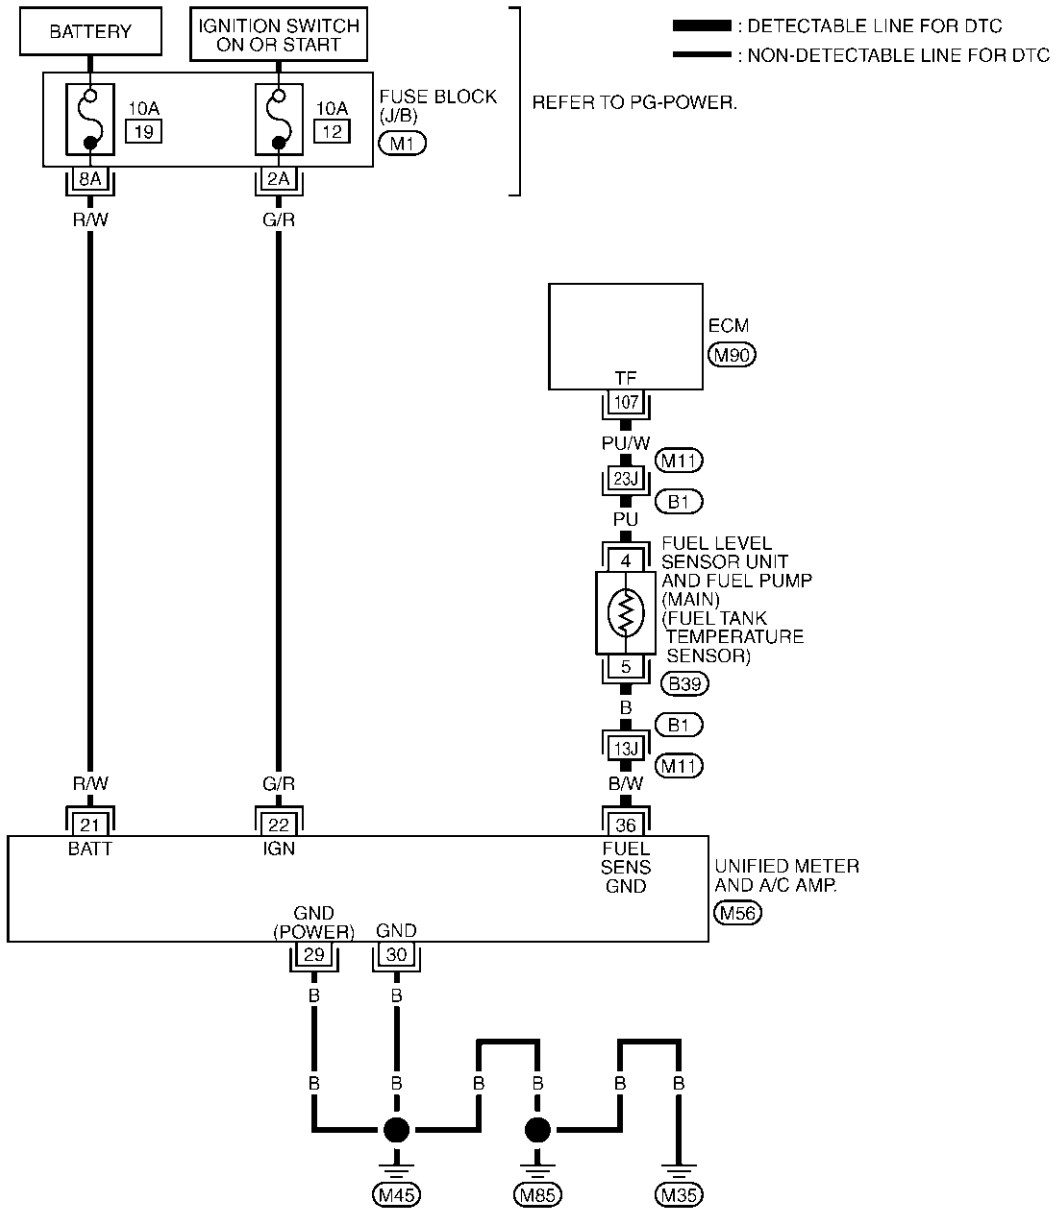 BATTERY
IGNITION SWITCH
ON OR START
: DETECTABLE LINE FOR DTC
: NON-DETECTABLE LINE FOR DTC
10A
19
10A
12
FUSE BLOCK
(J/B)
M1
REFER TO PG-POWER.
8A
2A
R/W
G/R
ECM
M90
TF
107
PU/W
M11
23J
B1
PU
4
FUEL LEVEL
SENSOR UNIT
AND FUEL PUMP
(MAIN)
(FUEL TANK
TEMPERATURE
SENSOR)
5
B39
B
B1
13J
M11
R/W
G/R
B/W
21
22
36
BATT
IGN
FUEL
SENS
GND
UNIFIED METER
AND A/C AMP.
M56
GND
(POWER)
GND
29
30
B
B
B
B
B
B
B
B
M45
M85
M35